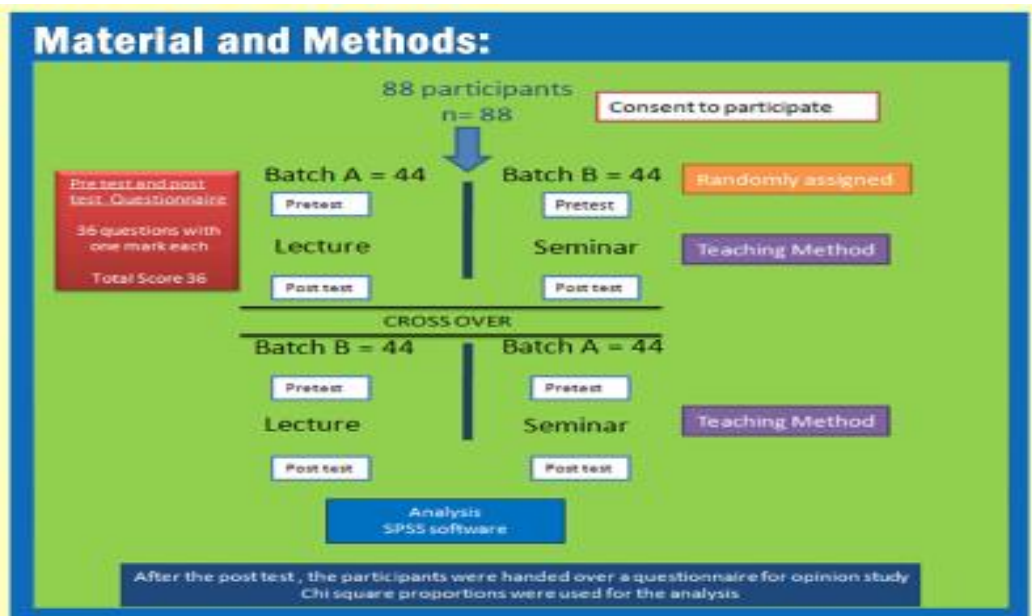 Material and Methods:
88 participants
n= 88
Consent to participate
Pre test and post
test Questionnaire
36 questions with
one mark each
Total Score 36
Batch A = 44
Batch B = 44
Randomly assigned
Pretest
Pretest
Lecture
Seminar
Teaching Method
Post test
Post test
CROSS OVER
Batch B = 44
Batch A = 44
Pretest
Pretest
Lecture
Seminar
Teaching Method
Post test
Post test
Analysis
SPSS software
After the post test , the participants were handed over a questionnaire for opinion study
Chi square proportions were used for the analysis